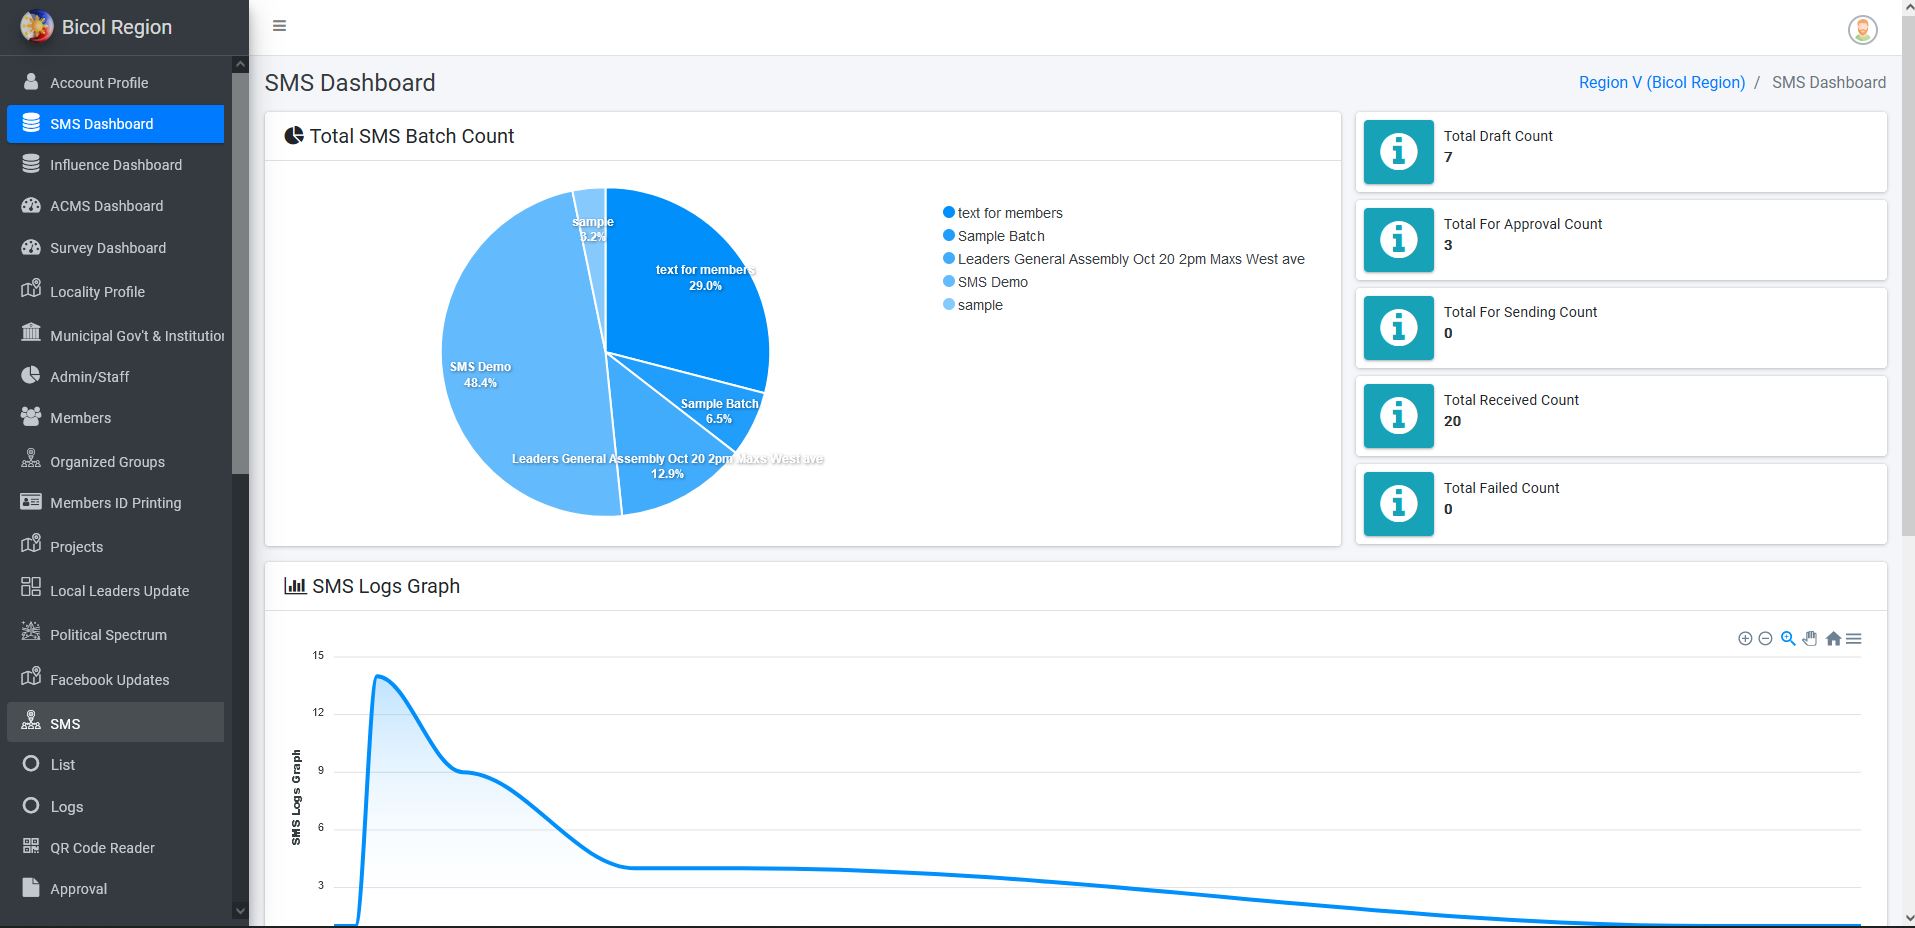 Bicol Region
Account Profile
SMS Dashboard
Influence Dashboard
ACMS Dashboard
Survey Dashboard
Locality Profile
Municipal Gov't & Institution
Admin/Staff
Members
Organized Groups
Members ID Printing
Projects
Local Leaders Update
Political Spectrum
Facebook Updates
SMS
List
Logs
QR Code Reader
Approval
SMS Dashboard
Region V (Bicol Region) / SMS Dashboard
Total SMS Batch Count
sample
3.2%
text for members
29.0%
SMS Demo
48.4%
Sample Batch
6.5%
Leaders General Assembly Oct 20 2pm Maxs West ave
12.9%
text for members
Sample Batch
Leaders General Assembly Oct 20 2pm Maxs West ave
SMS Demo
sample
Total Draft Count
7
Total For Approval Count
3
Total For Sending Count
0
Total Received Count
20
Total Failed Count
0
SMS Logs Graph
15
12
9
6
3
SMS Logs Graph